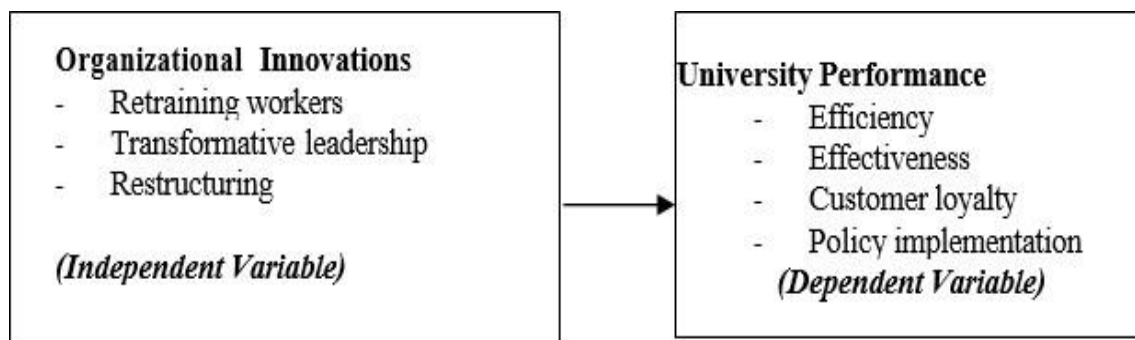 Organizational Innovations
- Retraining workers
- Transformative leadership
- Restructuring
(Independent Variable)
University Performance
- Efficiency
- Effectiveness
- Customer loyalty
- Policy implementation
(Dependent Variable)